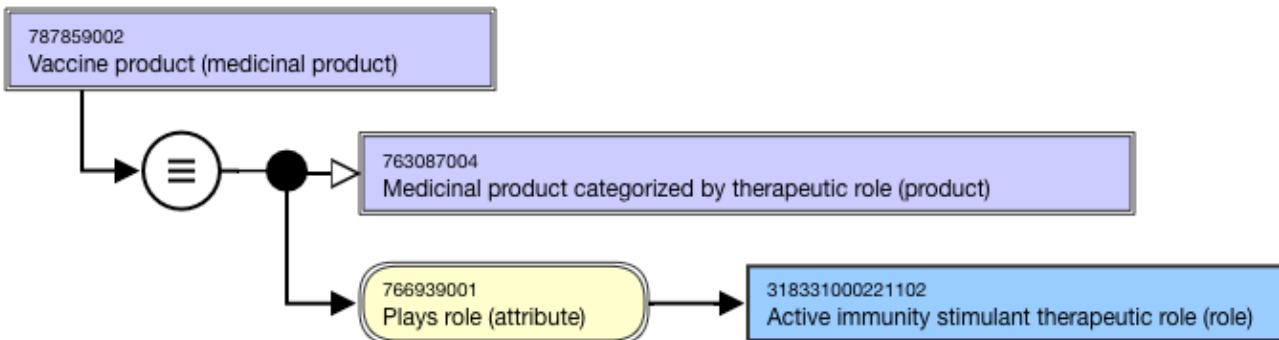 787859002
Vaccine product (medicinal product)
763087004
Medicinal product categorized by therapeutic role (product)
766939001
Plays role (attribute)
318331000221102
Active immunity stimulant therapeutic role (role)